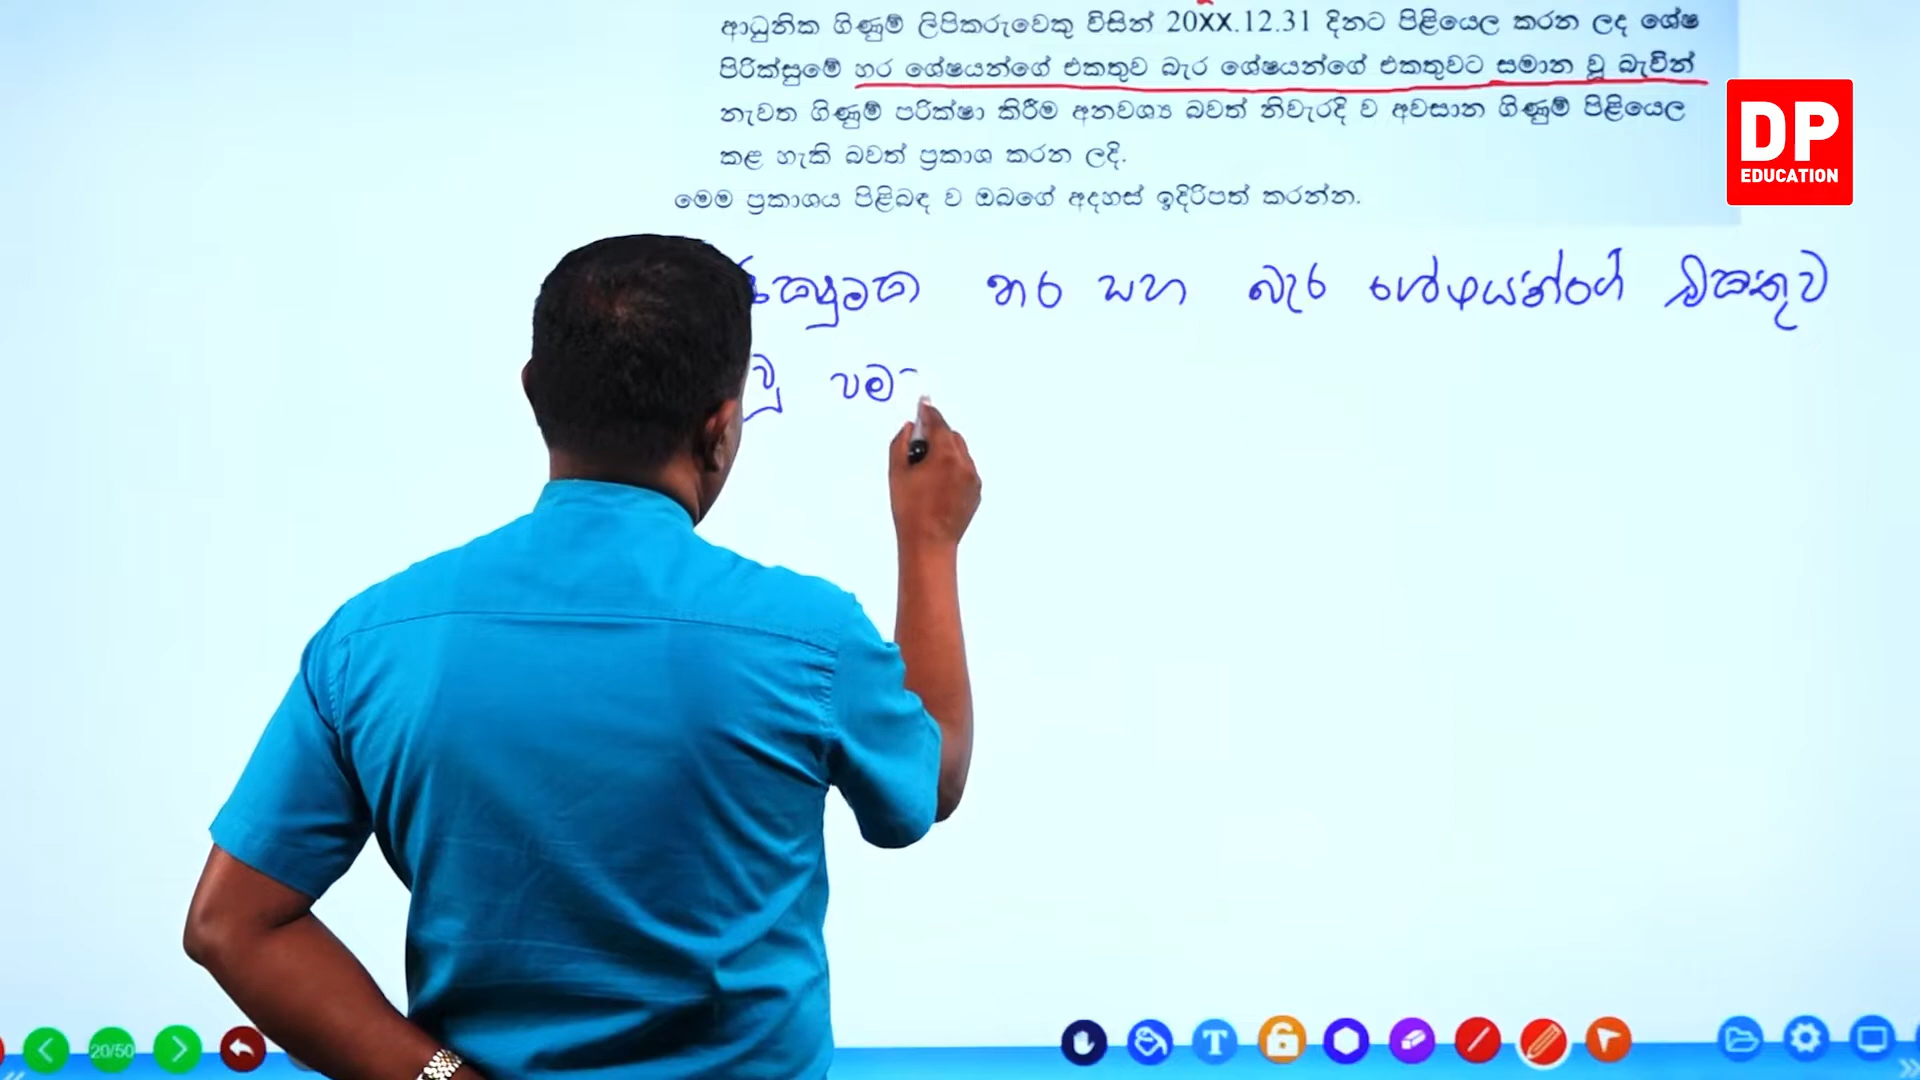 ආධුනික ගිණුම් ලිපිකරුවෙකු විසින් 20XX.12.31 දිනට පිළියෙල කරන ලද ශේෂ
පිරික්සුමේ හර ශේෂයන්ගේ එකතුව බැර ශේෂයන්ගේ එකතුවට සමාන වූ බැවින්
නැවත ගිණුම් පරික්ෂා කිරීම අනවශ්‍ය බවත් නිවැරදි ව අවසාන ගිණුම් පිළියෙල
කළ හැකි බවත් ප්‍රකාශ කරන ලදි.
මෙම ප්‍රකාශය පිළිබඳ ව ඔබගේ අදහස් ඉදිරිපත් කරන්න.
DP
EDUCATION
හර සහ බැර ශේෂයන්ගේ එකතුව
වූ පම
20/50
T